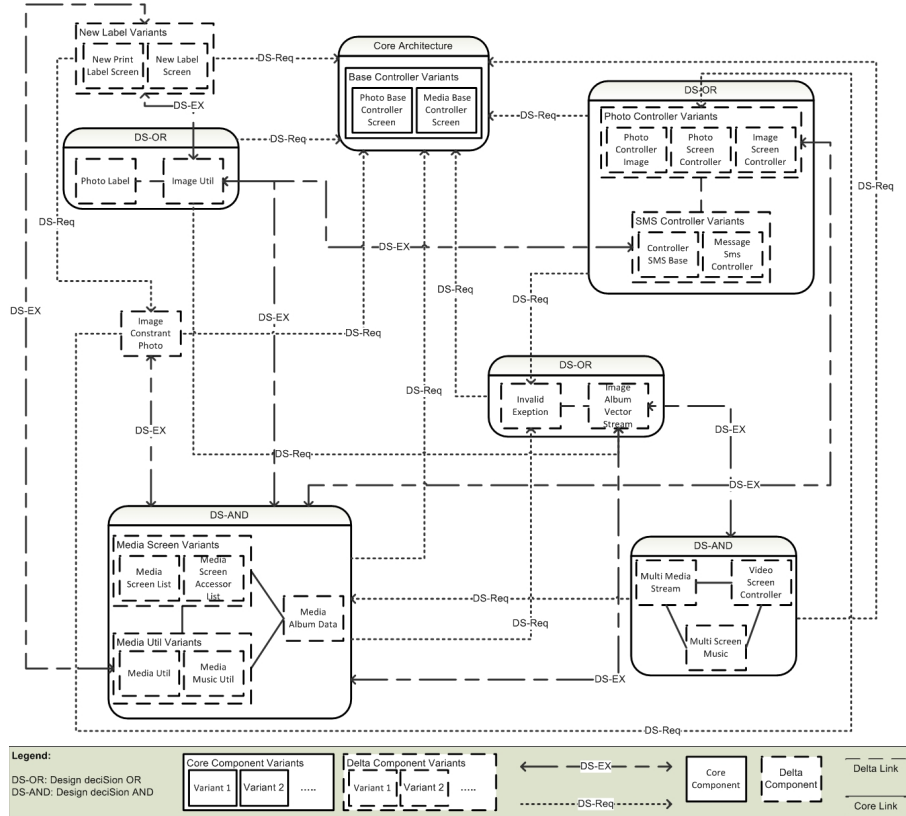 New Label Variants
New Print
Label Screen
New Label
Screen
DS-Req
Core Architecture
Base Controller Variants
Photo Base
Controller
Screen
Media Base
Controller
Screen
DS-EX
DS-OR
Photo Label
Image Util
DS-Req
DS-Req
DS-OR
Photo Controller Variants
Photo
Controller
Image
Photo
Screen
Controller
Image
Screen
Controller
DS-Req
SMS Controller Variants
Controller
SMS Base
Message
Sms
Controller
DS-Req
DS-EX
DS-Req
DS-Req
DS-EX
DS-EX
Image
Constrant
Photo
DS-Req
DS-OR
Invalid
Exeption
Image
Album
Vector
Stream
DS-Req
DS-EX
DS-EX
DS-Req
DS-EX
DS-AND
Media Screen Variants
Media
Screen List
Media
Screen
Accessor
List
Media
Album Data
Media Util Variants
Media Util
Media
Music Util
DS-Req
DS-Req
DS-AND
Multi Media
Stream
Video
Screen
Controller
Multi Screen
Music
DS-EX
DS-Req
Legend:
DS-OR: Design deciSion OR
DS-AND: Design deciSion AND
Core Component Variants
Variant 1
Variant 2
.....
Delta Component Variants
Variant 1
Variant 2
.....
DS-EX
DS-Req
Core
Component
Delta
Component
Delta Link
Core Link